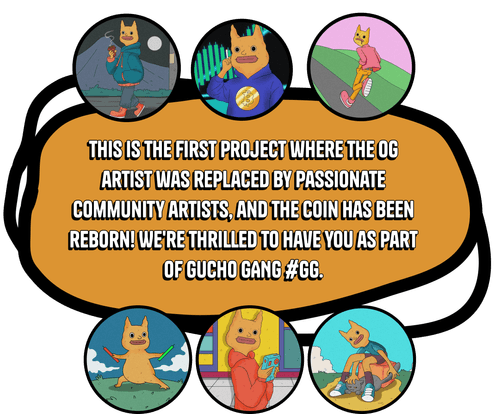 THIS IS THE FIRST PROJECT WHERE THE OG
ARTIST WAS REPLACED BY PASSIONATE
COMMUNITY ARTISTS, AND THE COIN HAS BEEN
REBORN! WE'RE THRILLED TO HAVE YOU AS PART
OF GUCHO GANG #GG.